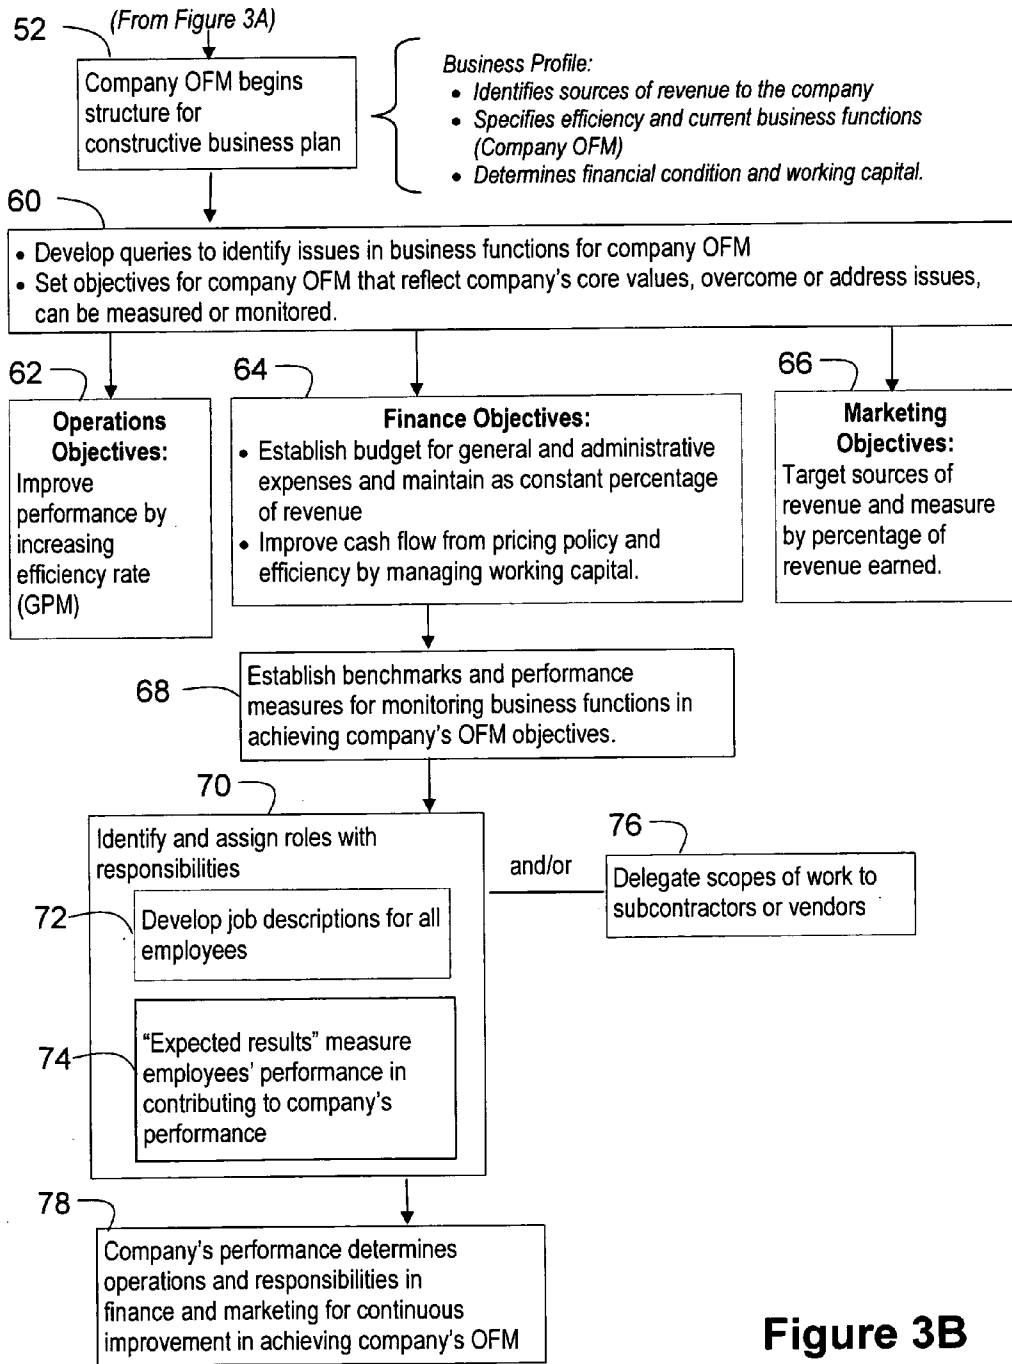 (From Figure 3A)
52
Company OFM begins
structure for
constructive business plan
Business Profile:
• Identifies sources of revenue to the company
• Specifies efficiency and current business functions
(Company OFM)
• Determines financial condition and working capital.
60
• Develop queries to identify issues in business functions for company OFM
• Set objectives for company OFM that reflect company's core values, overcome or address issues,
can be measured or monitored.
62
Operations
Objectives:
Improve
performance by
increasing
efficiency rate
(GPM)
64
Finance Objectives:
• Establish budget for general and administrative
expenses and maintain as constant percentage
of revenue
• Improve cash flow from pricing policy and
efficiency by managing working capital.
66
Marketing
Objectives:
Target sources of
revenue and measure
by percentage of
revenue earned.
68
Establish benchmarks and performance
measures for monitoring business functions in
achieving company's OFM objectives.
70
Identify and assign roles with
responsibilities
72
Develop job descriptions for all
employees
74
"Expected results" measure
employees' performance in
contributing to company's
performance
and/or
76
Delegate scopes of work to
subcontractors or vendors
78
Company's performance determines
operations and responsibilities in
finance and marketing for continuous
improvement in achieving company's OFM
Figure 3B